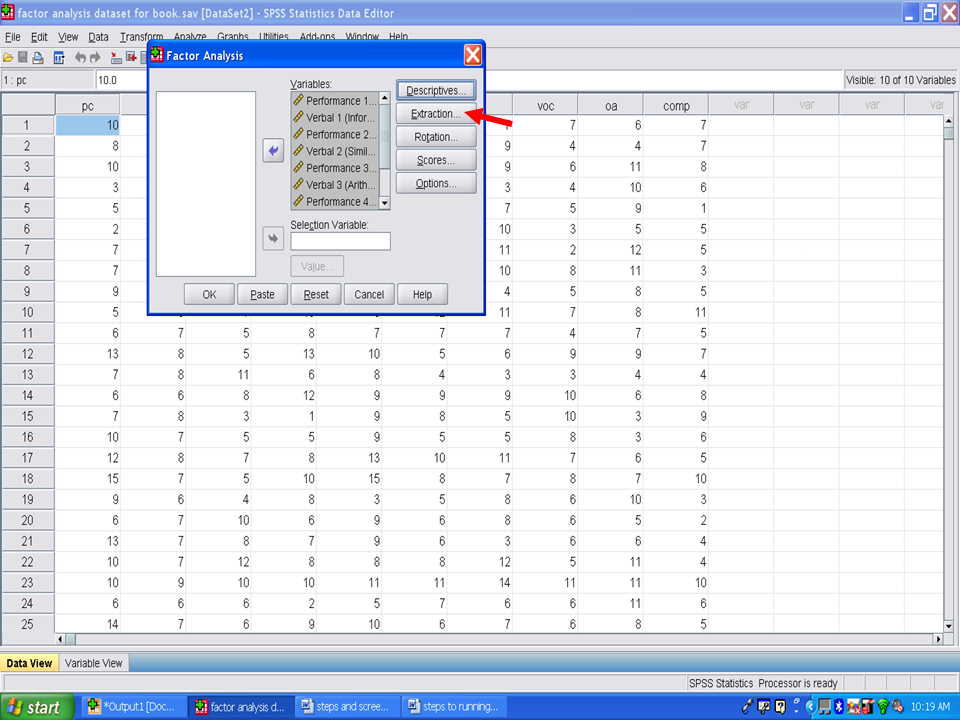 factor analysis dataset for book.sav [DataSet2] - SPSS Statistics Data Editor
File Edit View Data Transform Analyze Graphs Utilities Add-ons Window Help
1 : pc 10.0 Visible: 10 of 10 Variables
Factor Analysis
Variables:
Performance 1...
Verbal 1 (Infor...
Performance 2...
Verbal 2 (Simil...
Performance 3...
Verbal 3 (Arith...
Performance 4...
Descriptives...
Extraction...
Rotation...
Scores...
Options...
Selection Variable:
Value...
OK Paste Reset Cancel Help
pc voc oa comp var var var var
1 10 7 7 6 7
2 8 9 4 4 7
3 10 9 6 11 8
4 3 3 4 10 6
5 5 7 5 9 1
6 2 10 3 5 5
7 7 11 2 12 5
8 7 10 8 11 3
9 9 4 5 8 5
10 5 11 7 8 11
11 6 7 5 8 7 7 7 4 7 5
12 13 8 5 13 10 5 6 9 9 7
13 7 8 11 6 8 4 3 3 4 4
14 6 6 8 12 9 9 9 10 6 8
15 7 8 3 1 9 8 5 10 3 9
16 10 7 5 5 9 5 5 8 3 6
17 12 8 7 8 13 10 11 7 6 5
18 15 7 5 10 15 8 7 8 7 10
19 9 6 4 8 3 5 8 6 10 3
20 6 7 10 6 9 6 8 6 5 2
21 13 7 8 7 9 6 3 6 6 4
22 10 7 12 8 8 8 12 5 11 4
23 10 9 10 10 11 11 14 11 11 10
24 6 6 6 2 5 7 6 6 11 6
25 14 7 6 9 10 6 7 6 8 5
Data View Variable View
SPSS Statistics Processor is ready
start *Output1 [Doc... factor analysis d... steps and scree... steps to running... 10:19 AM